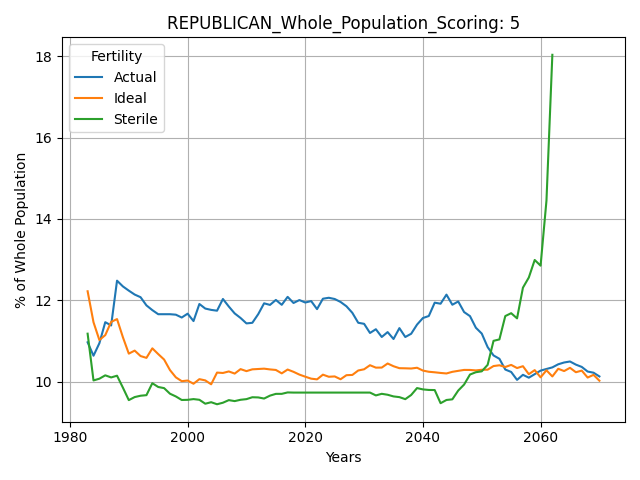 REPUBLICAN_Whole_Population_Scoring: 5
Fertility
Actual
Ideal
Sterile
% of Whole Population
18
16
14
12
10
1980
2000
2020
2040
2060
Years